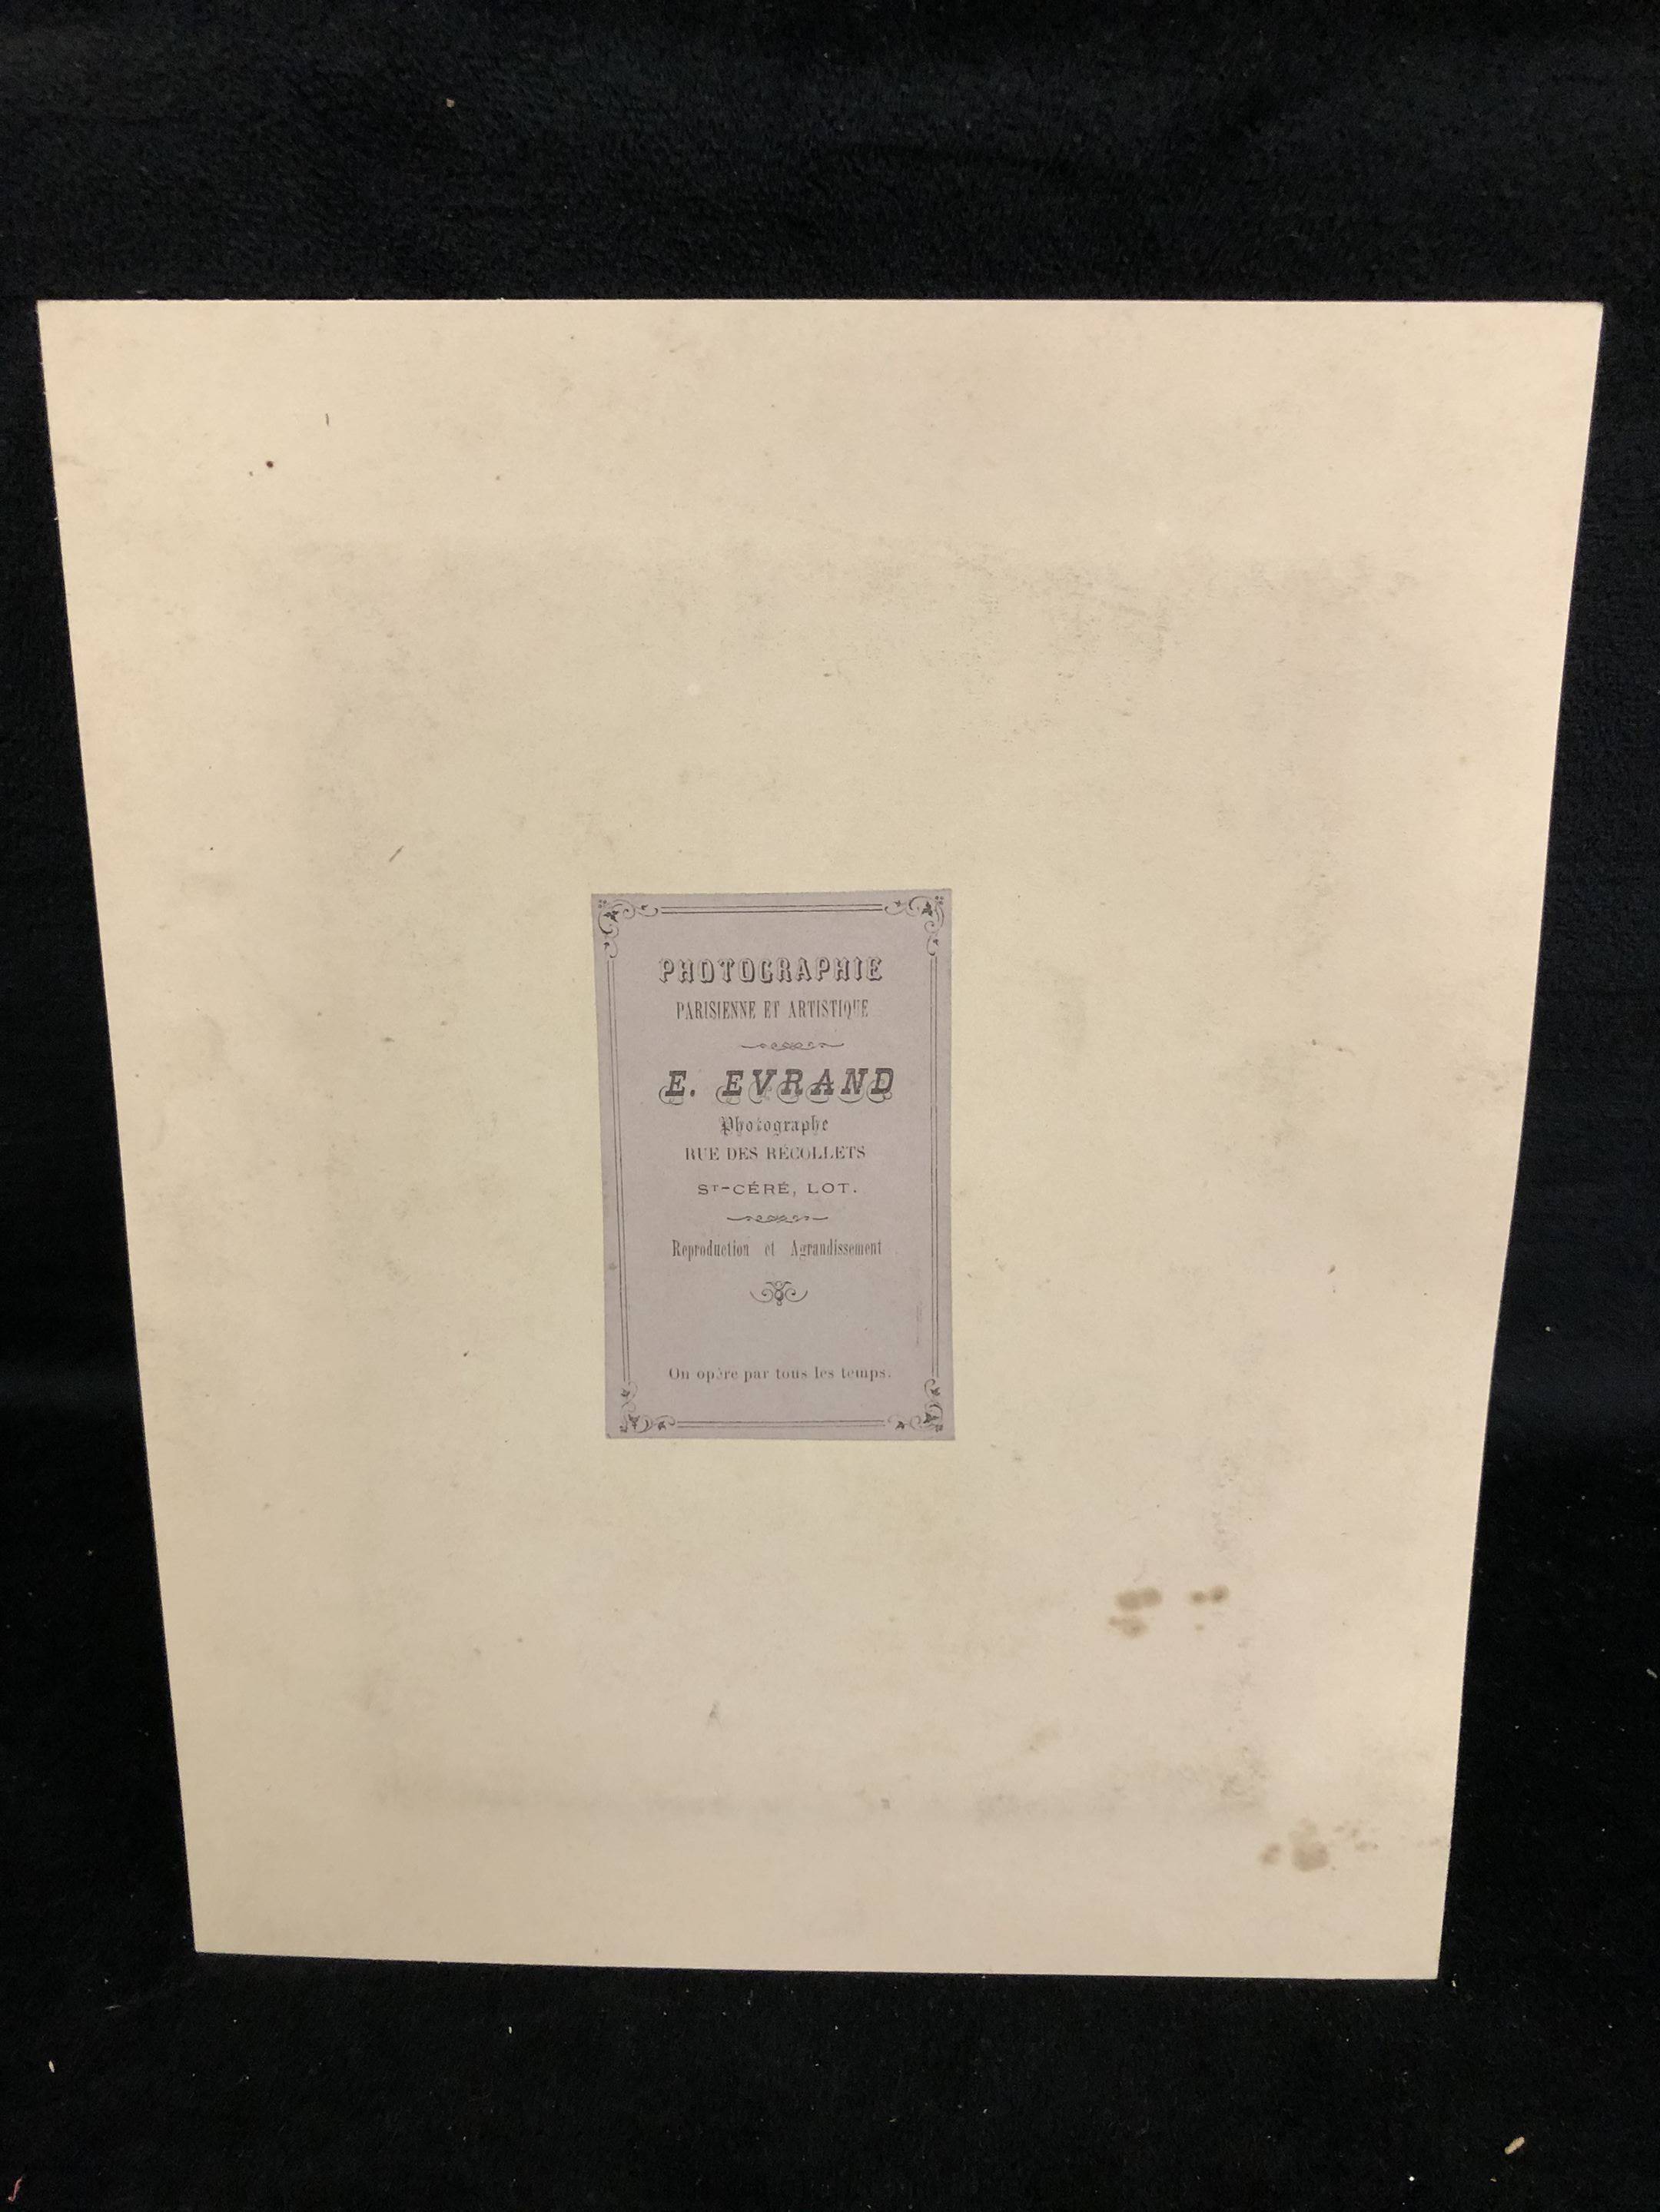 PHOTOGRAPHIE
PARISIENNE ET ARTISTIQUE
E. EVRAND
Photographe
RUE DES RÉCOLLETS
ST-CÉRÉ, LOT.
Reproduction et Agrandissement
On opère par tous les temps.